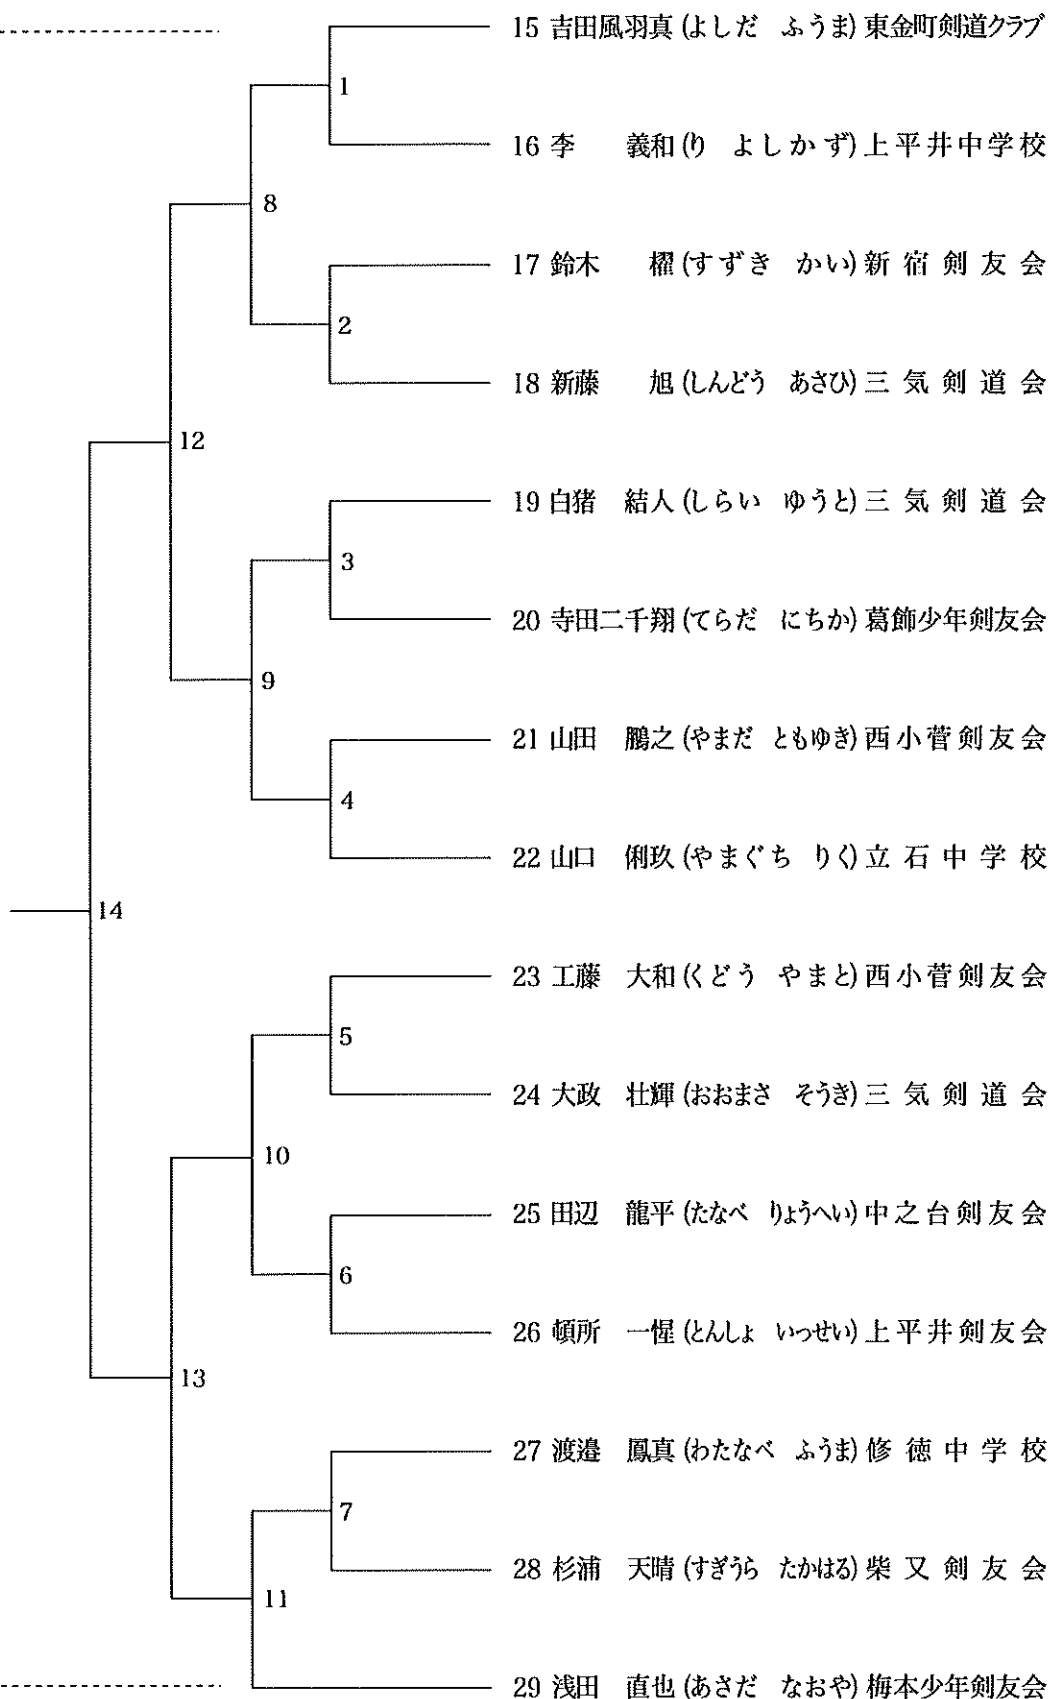 15 吉田風羽真 (よしだ ふうま) 東金町剣道クラブ
1
16 李 義和 (り よしかず) 上平井中学校
8
17 鈴木 櫂 (すずき かい) 新宿剣友会
2
18 新藤 旭 (しんどう あさひ) 三気剣道会
12
19 白猪 結人 (しらい ゆうと) 三気剣道会
3
20 寺田二千翔 (てらだ にちか) 葛飾少年剣友会
9
21 山田 鵬之 (やまだ ともゆき) 西小菅剣友会
4
22 山口 俐玖 (やまぐち りく) 立石中学校
14
23 工藤 大和 (くどう やまと) 西小菅剣友会
5
24 大政 壮輝 (おおまさ そうき) 三気剣道会
10
25 田辺 龍平 (たなべ りょうへい) 中之台剣友会
6
26 頓所 一惺 (とんしょ いっせい) 上平井剣友会
13
27 渡邉 鳳真 (わたなべ ふうま) 修徳中学校
7
28 杉浦 天晴 (すぎうら たかはる) 柴又剣友会
11
29 浅田 直也 (あさだ なおや) 梅本少年剣友会